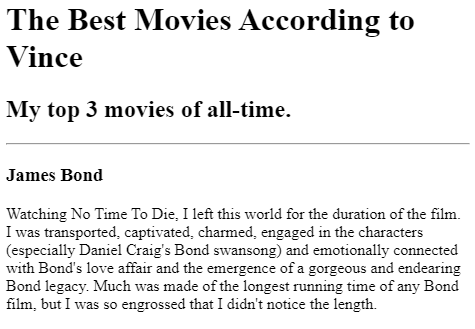 The Best Movies According to
Vince
My top 3 movies of all-time.
James Bond
Watching No Time To Die, I left this world for the duration of the film.
I was transported, captivated, charmed, engaged in the characters
(especially Daniel Craig's Bond swansong) and emotionally connected
with Bond's love affair and the emergence of a gorgeous and endearing
Bond legacy. Much was made of the longest running time of any Bond
film, but I was so engrossed that I didn't notice the length.